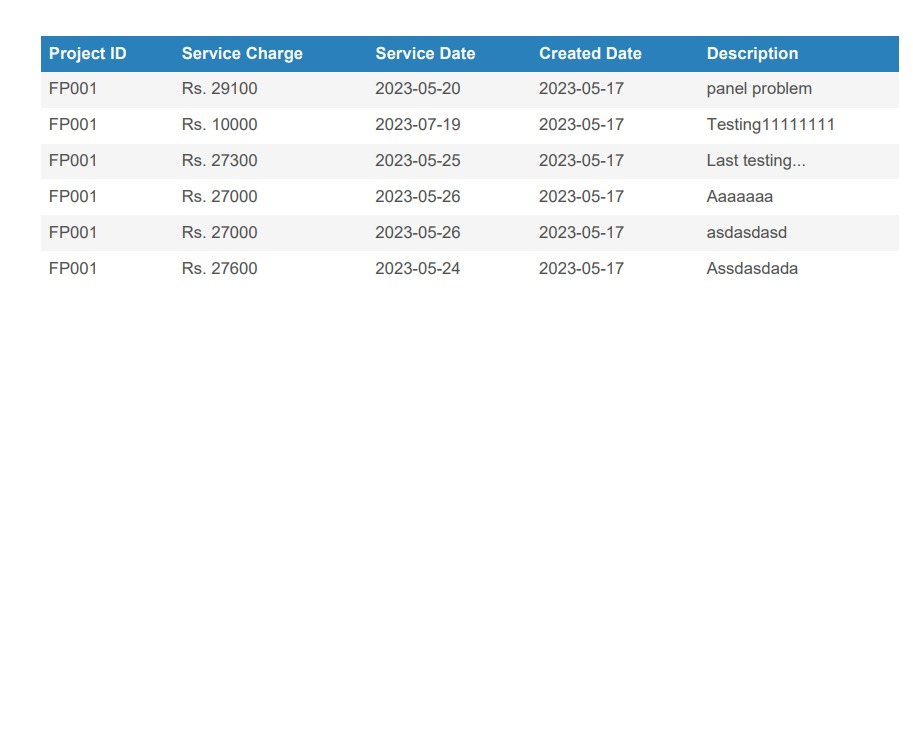 Project ID Service Charge Service Date Created Date Description
FP001 Rs. 29100 2023-05-20 2023-05-17 panel problem
FP001 Rs. 10000 2023-07-19 2023-05-17 Testing11111111
FP001 Rs. 27300 2023-05-25 2023-05-17 Last testing...
FP001 Rs. 27000 2023-05-26 2023-05-17 Aaaaaaa
FP001 Rs. 27000 2023-05-26 2023-05-17 asdasdasd
FP001 Rs. 27600 2023-05-24 2023-05-17 Assdasdada